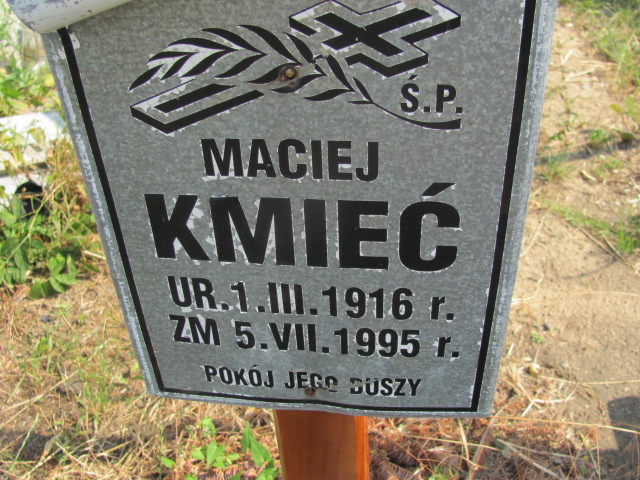 Ś.P.
MACIEJ
KMIEĆ
UR. 1.III.1916 r.
ZM 5.VII.1995 r.
POKÓJ JEGO DUSZY